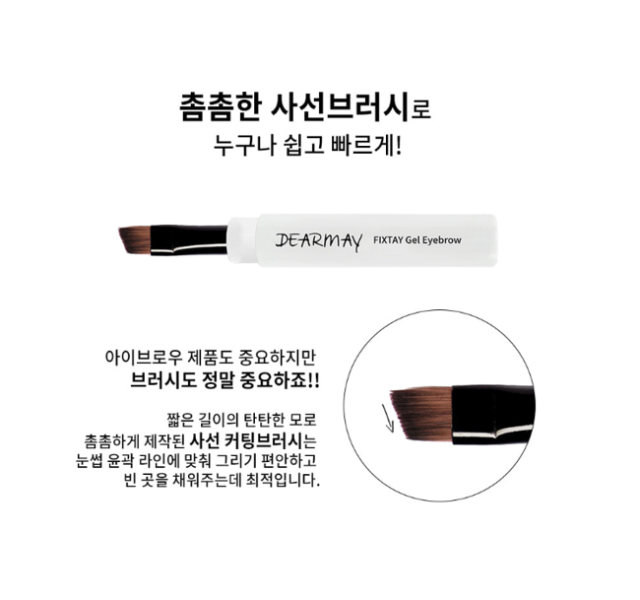 촘촘한 사선브러시로
누구나 쉽고 빠르게!
DEARMAY FIXTAY Gel Eyebrow
아이브로우 제품도 중요하지만
브러시도 정말 중요하죠!!
짧은 길이의 탄탄한 모로
촘촘하게 제작된 사선 커팅브러시는
눈썹 윤곽 라인에 맞춰 그리기 편안하고
빈 곳을 채워주는데 최적입니다.